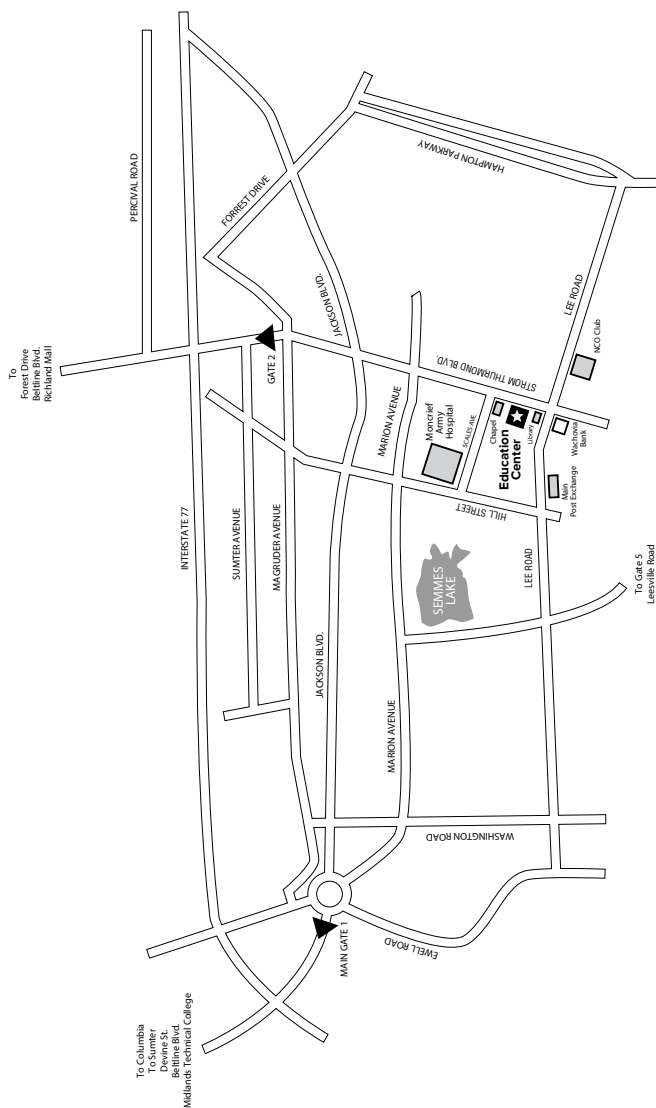 To
Forest Drive
Beltline Blvd.
Richland Mall
PERCIVAL ROAD
FORREST DRIVE
HAMPTON PARKWAY
GATE 2
JACKSON BLVD.
INTERSTATE 77
SUMTER AVENUE
MAGRUDER AVENUE
MARION AVENUE
STROM THURMOND BLVD.
LEE ROAD
NCO Club
Moncrief
Army
Hospital
SCALES AVE.
Chapel
Education
Center
Library
Wachovia
Bank
Main
Post Exchange
HILL STREET
SEMMES
LAKE
LEE ROAD
To Gate 5
Leesville Road
JACKSON BLVD.
MARION AVENUE
WASHINGTON ROAD
EWELL ROAD
MAIN GATE 1
To Columbia
To Sumter
Devine St.
Beltline Blvd.
Midlands Technical College